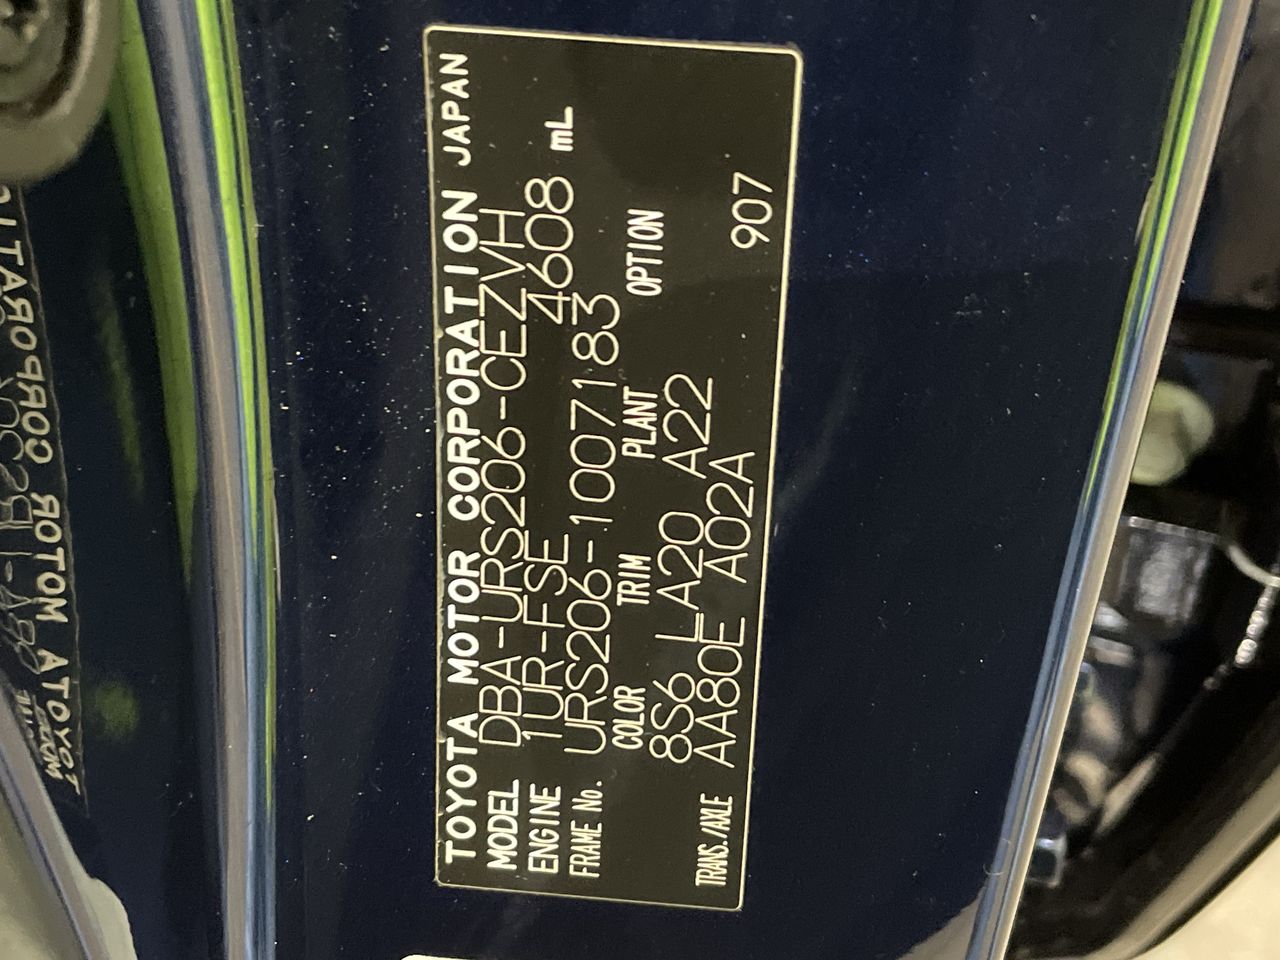 TOYOTA MOTOR CORPORATION JAPAN
MODEL DBA-URS206-CEZVH
ENGINE 1UR-FSE 4608 mL
FRAME No. URS206-1007183
COLOR TRIM PLANT OPTION
8S6 LA20 A22
TRANS./AXLE AA80E A02A 907